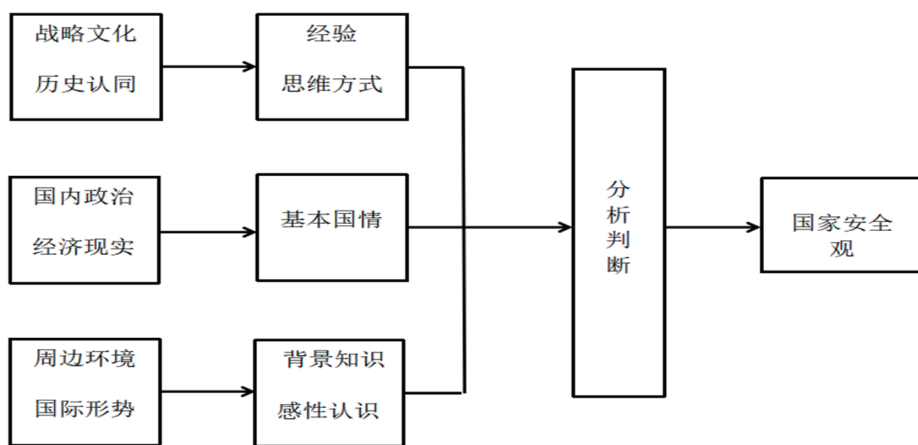 战略文化
历史认同
经验
思维方式
国内政治
经济现实
基本国情
周边环境
国际形势
背景知识
感性认识
分析判断
国家安全
观